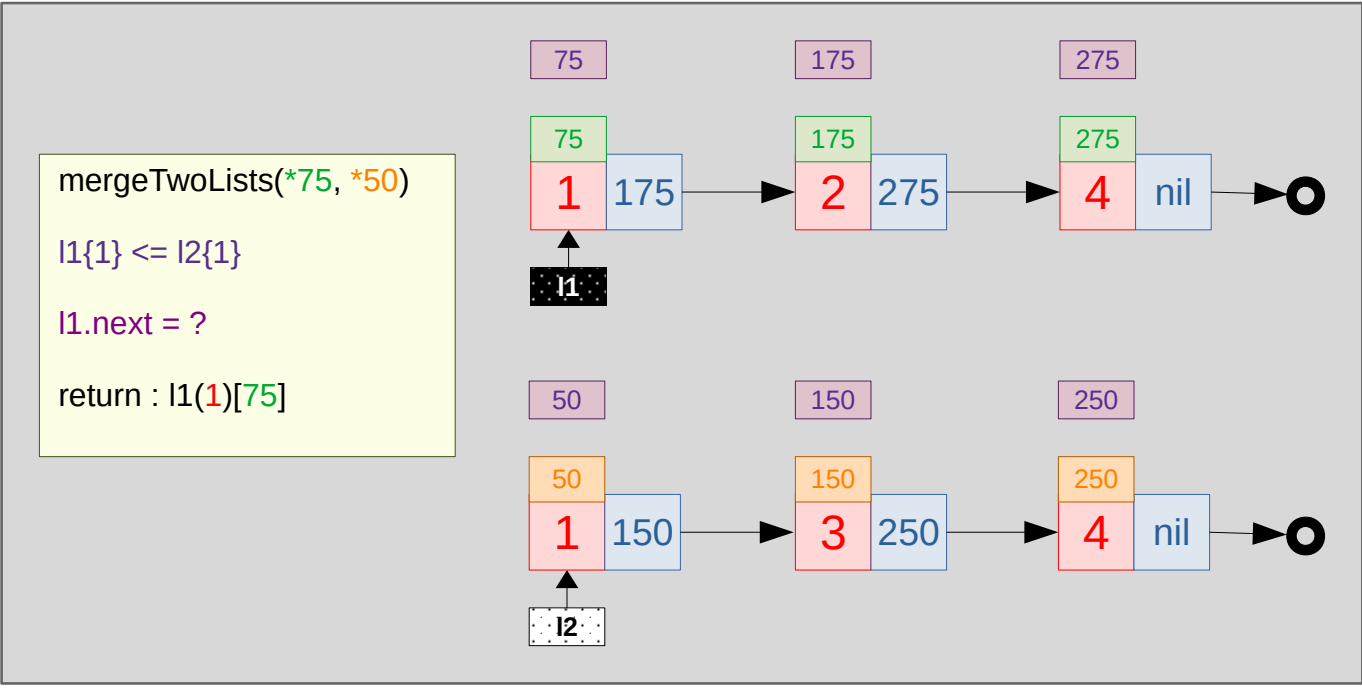 mergeTwoLists(*75, *50)
l1{1} <= l2{1}
l1.next = ?
return : l1(1)[75]
75 175 275
75 175 275
1 175 2 275 4 nil
l1
50 150 250
50 150 250
1 150 3 250 4 nil
l2